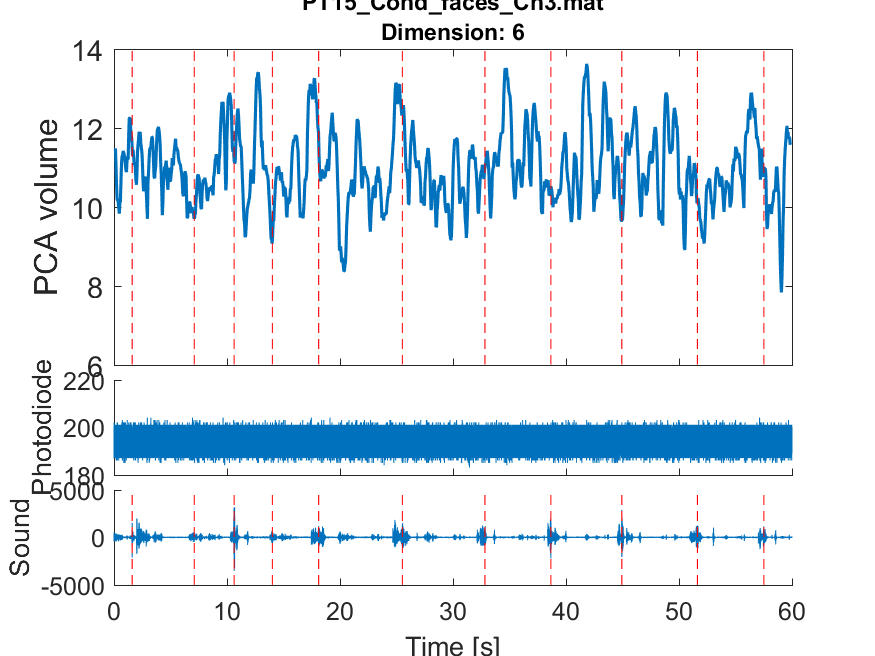 PT15_Cond_faces_Ch3.mat
Dimension: 6
14
12
10
8
6
PCA volume
220
200
180
Photodiode
5000
0
-5000
Sound
0 10 20 30 40 50 60
Time [s]